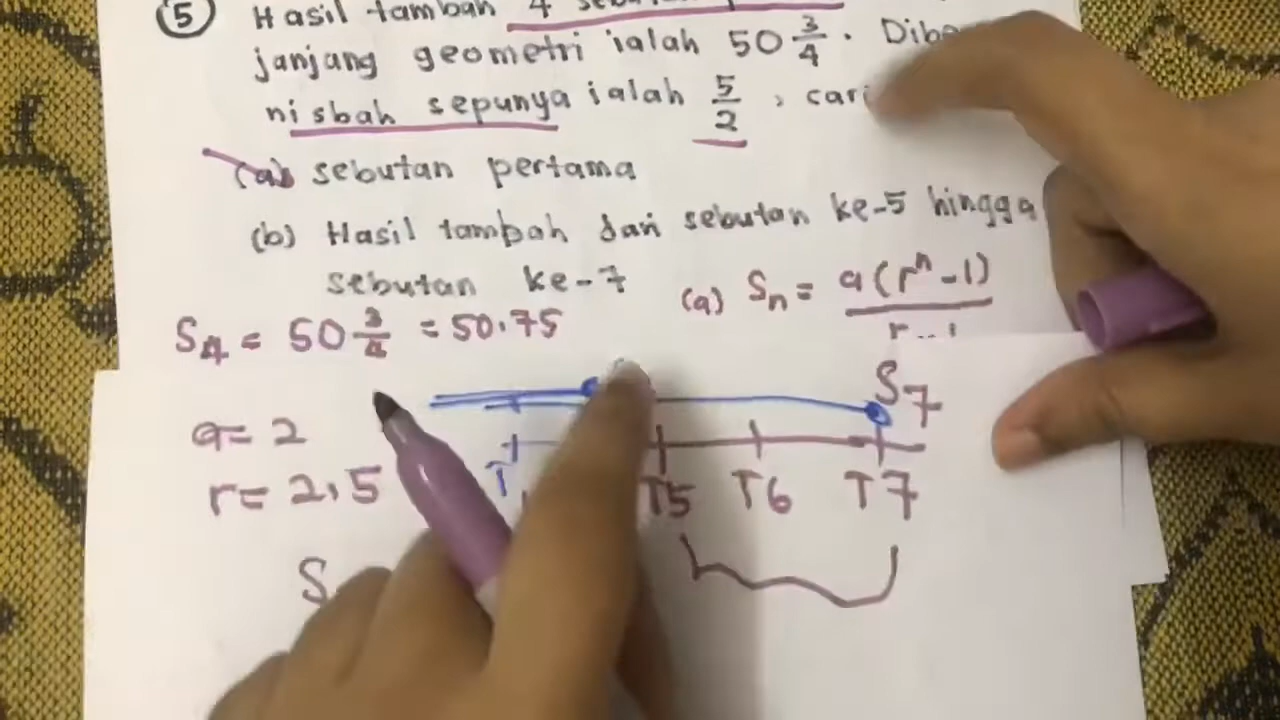 5 Hasil tambah 4
janjang geometri ialah 50 3/4 .
nisbah sepunya ialah 5/2 , cari
(a) sebutan pertama
(b) Hasil tambah dari sebutan ke-5 hingga
sebutan ke-7
(a) Sn = a(r^n - 1)
S4 = 50 3/4 = 50.75
S7
a = 2
r = 2.5
T T5 T6 T7
S